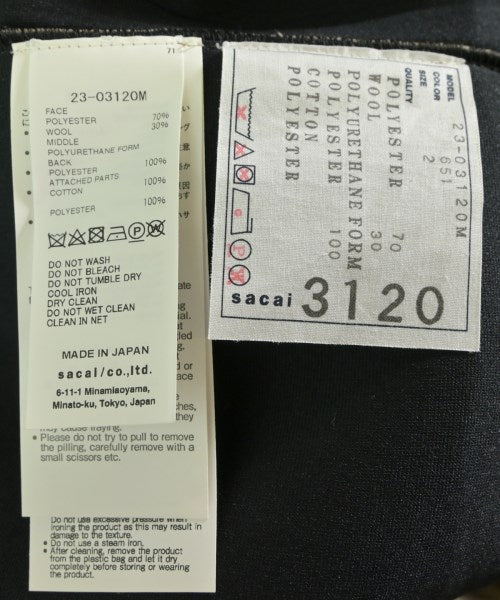 23-03120M
FACE
POLYESTER 70%
WOOL 30%
MIDDLE
POLYURETHANE FORM
BACK 100%
POLYESTER
ATTACHED PARTS 100%
COTTON
100%
POLYESTER
100%
DO NOT WASH
DO NOT BLEACH
DO NOT TUMBLE DRY
COOL IRON
DRY CLEAN
DO NOT WET CLEAN
CLEAN IN NET
MADE IN JAPAN
sacai/co.,ltd.
6-11-1 Minamiaoyama,
Minato-ku, Tokyo, Japan
may cause fraying.
• Please do not try to pull to remove
the pilling, carefully remove with a
small scissors etc.
Do not use excessive pressure when
ironing the product as this may result in
damage to the texture.
• Do not use a steam iron.
• After cleaning, remove the product
from the plastic bag and let it dry
completely before storing or wearing
the product.
71
MODEL 23-03120M
COLOR 651
SIZE 2
QUALITY
POLYESTER 70
WOOL 30
POLYURETHANE FORM
POLYESTER 100
COTTON
POLYESTER
P
W
sacai 3120